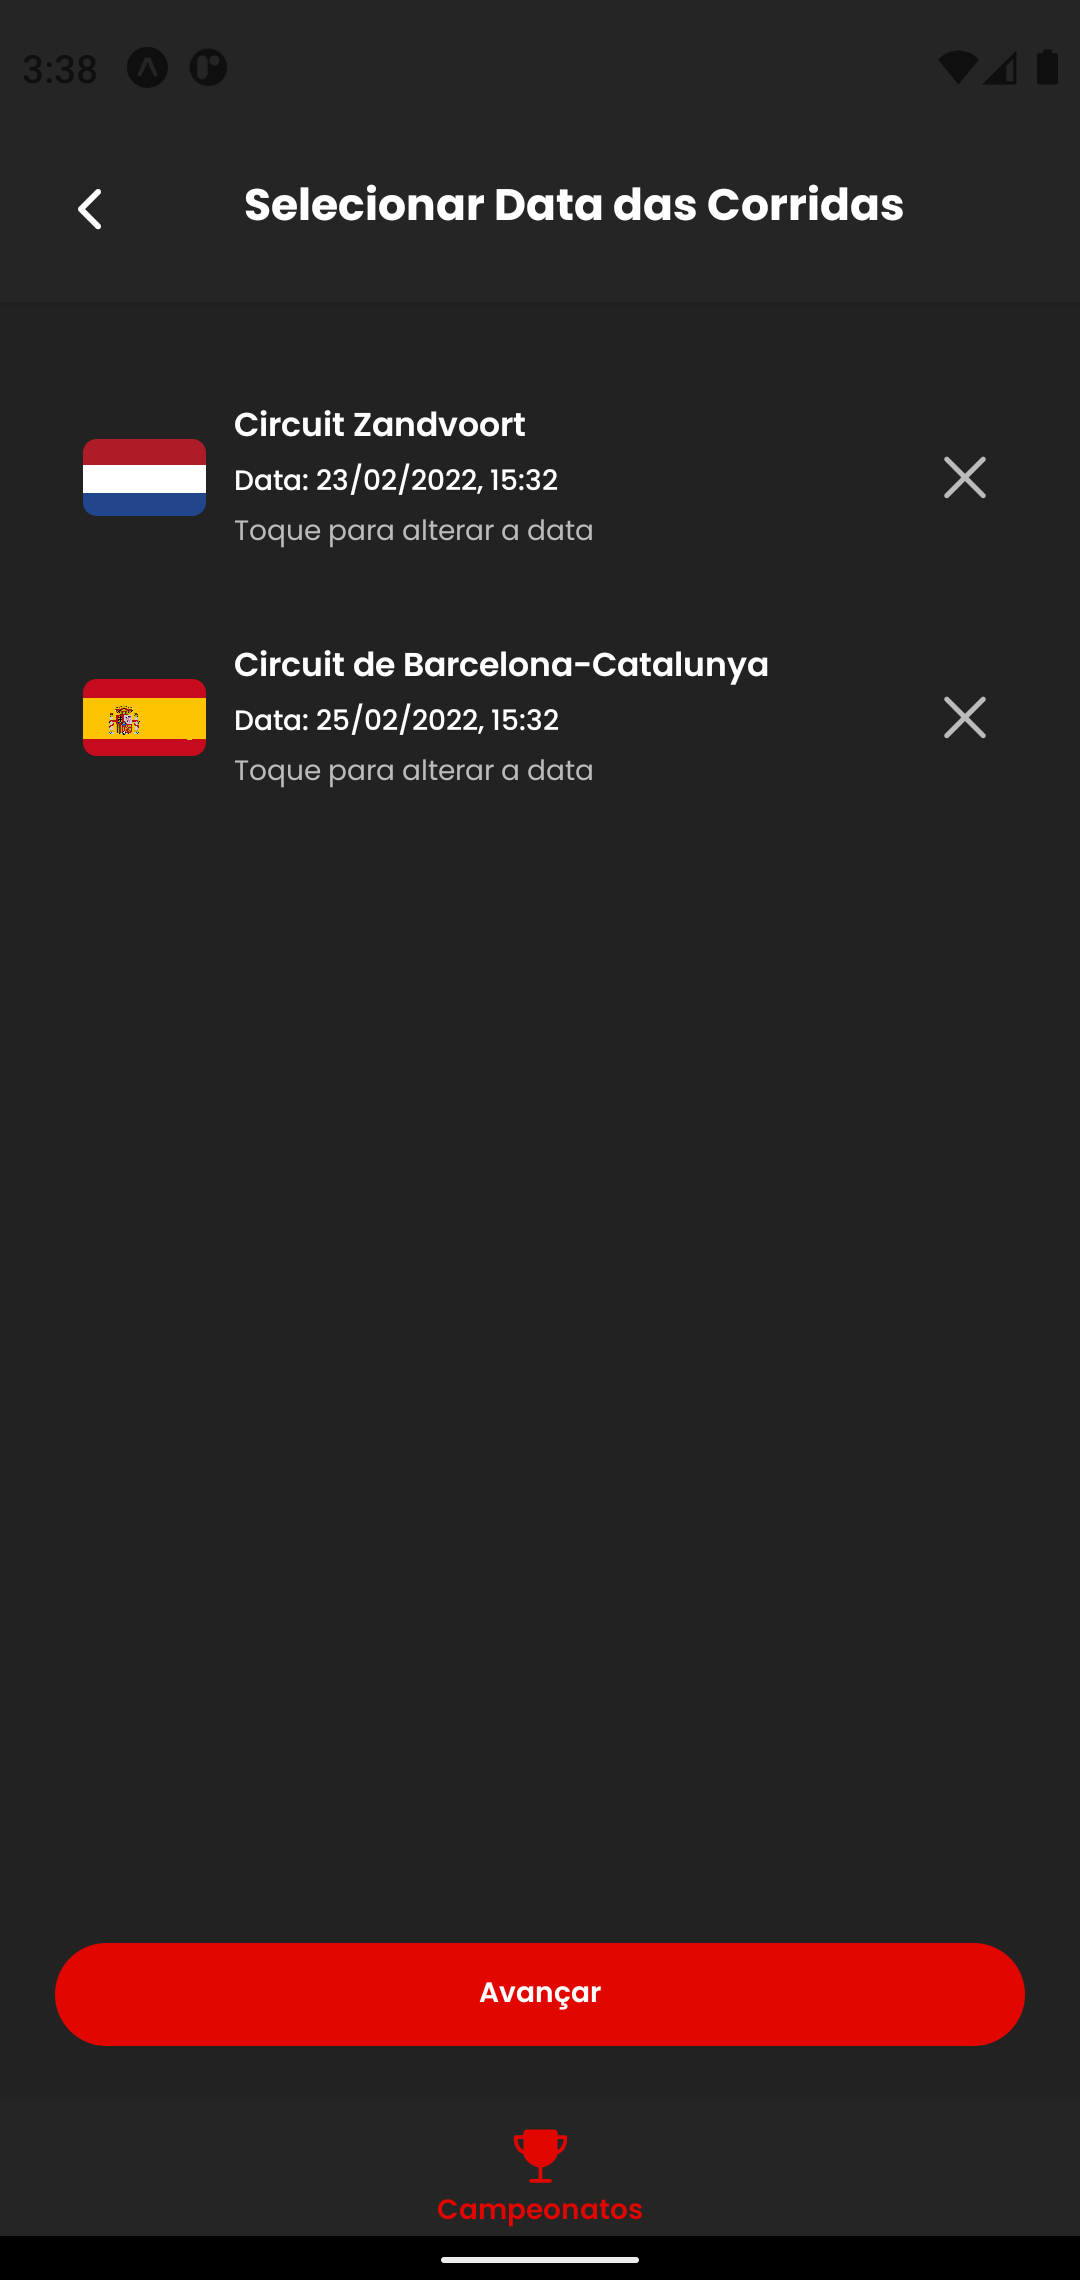 3:38
Selecionar Data das Corridas
Circuit Zandvoort
Data: 23/02/2022, 15:32
Toque para alterar a data
Circuit de Barcelona-Catalunya
Data: 25/02/2022, 15:32
Toque para alterar a data
Avançar
Campeonatos